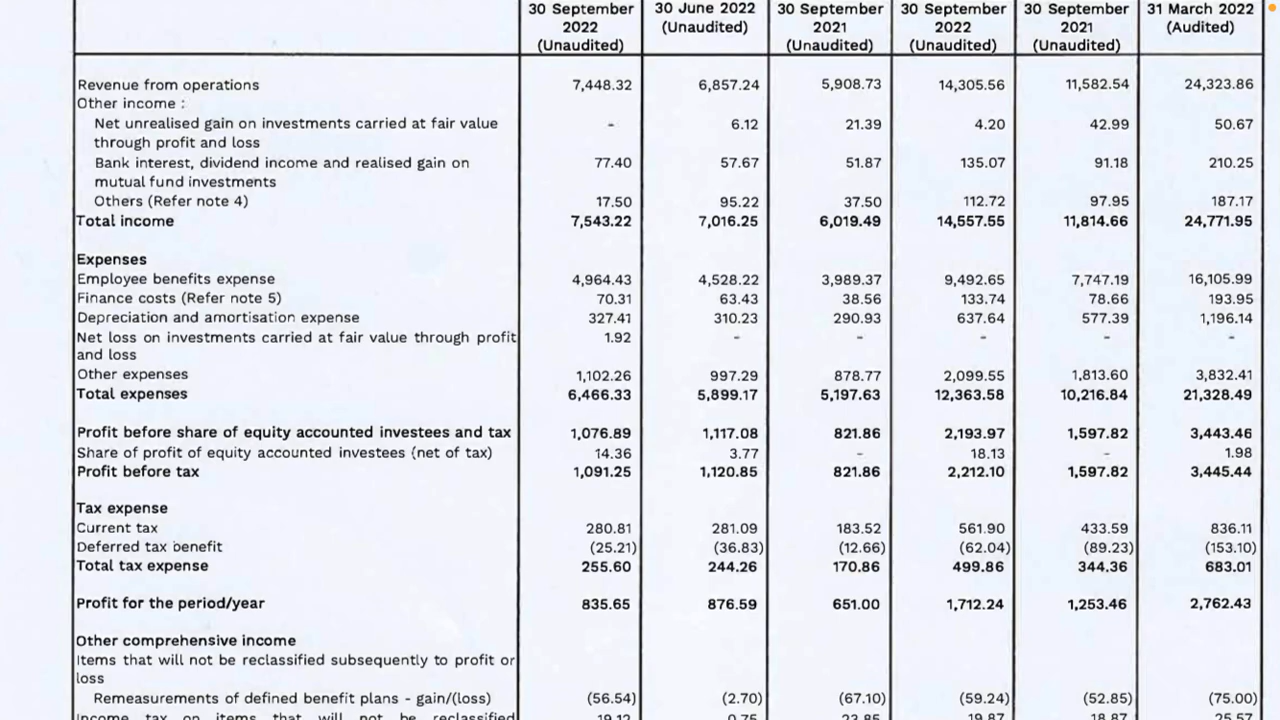 30 September 30 June 2022 30 September 30 September 30 September 31 March 2022
2022 (Unaudited) 2021 2022 2021 (Audited)
(Unaudited) (Unaudited) (Unaudited) (Unaudited)
Revenue from operations 7,448.32 6,857.24 5,908.73 14,305.56 11,582.54 24,323.86
Other income :
Net unrealised gain on investments carried at fair value - 6.12 21.39 4.20 42.99 50.67
through profit and loss
Bank interest, dividend income and realised gain on 77.40 57.67 51.87 135.07 91.18 210.25
mutual fund investments
Others (Refer note 4) 17.50 95.22 37.50 112.72 97.95 187.17
Total income 7,543.22 7,016.25 6,019.49 14,557.55 11,814.66 24,771.95
Expenses
Employee benefits expense 4,964.43 4,528.22 3,989.37 9,492.65 7,747.19 16,105.99
Finance costs (Refer note 5) 70.31 63.43 38.56 133.74 78.66 193.95
Depreciation and amortisation expense 327.41 310.23 290.93 637.64 577.39 1,196.14
Net loss on investments carried at fair value through profit 1.92 - - - - -
and loss
Other expenses 1,102.26 997.29 878.77 2,099.55 1,813.60 3,832.41
Total expenses 6,466.33 5,899.17 5,197.63 12,363.58 10,216.84 21,328.49
Profit before share of equity accounted investees and tax 1,076.89 1,117.08 821.86 2,193.97 1,597.82 3,443.46
Share of profit of equity accounted investees (net of tax) 14.36 3.77 - 18.13 - 1.98
Profit before tax 1,091.25 1,120.85 821.86 2,212.10 1,597.82 3,445.44
Tax expense
Current tax 280.81 281.09 183.52 561.90 433.59 836.11
Deferred tax benefit (25.21) (36.83) (12.66) (62.04) (89.23) (153.10)
Total tax expense 255.60 244.26 170.86 499.86 344.36 683.01
Profit for the period/year 835.65 876.59 651.00 1,712.24 1,253.46 2,762.43
Other comprehensive income
Items that will not be reclassified subsequently to profit or
loss
Remeasurements of defined benefit plans - gain/(loss) (56.54) (2.70) (67.10) (59.24) (52.85) (75.00)
Income tax on items that will not be reclassified 19.12 0.75 23.85 19.87 18.87 25.57